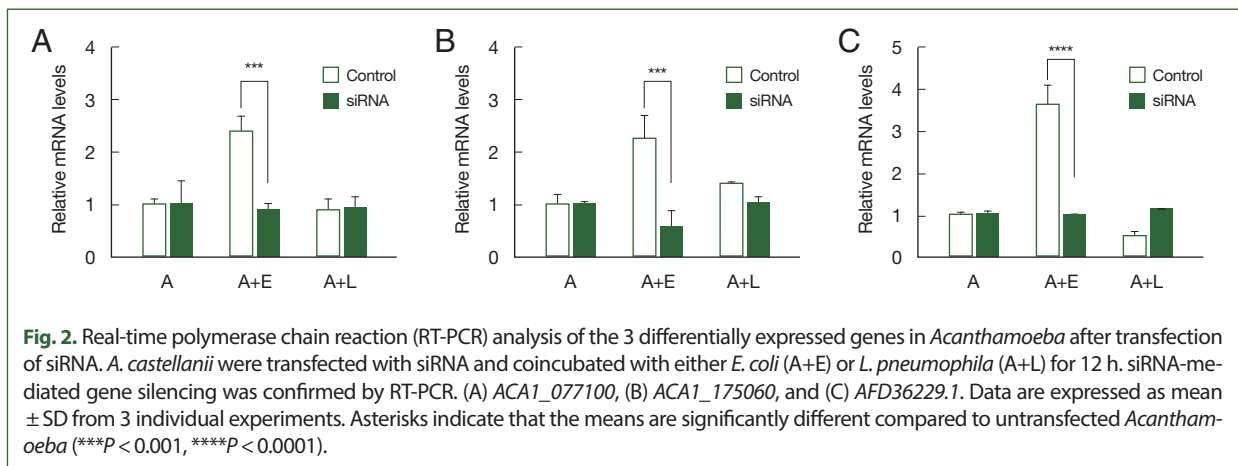 A
B
C
Relative mRNA levels
4
3
2
1
0
***
Control
siRNA
A
A+E
A+L
Relative mRNA levels
4
3
2
1
0
***
Control
siRNA
A
A+E
A+L
Relative mRNA levels
5
4
3
2
1
0
****
Control
siRNA
A
A+E
A+L
Fig. 2. Real-time polymerase chain reaction (RT-PCR) analysis of the 3 differentially expressed genes in Acanthamoeba after transfection
of siRNA. A. castellanii were transfected with siRNA and coincubated with either E. coli (A+E) or L. pneumophila (A+L) for 12 h. siRNA-me-
diated gene silencing was confirmed by RT-PCR. (A) ACA1_077100, (B) ACA1_175060, and (C) AFD36229.1. Data are expressed as mean
±SD from 3 individual experiments. Asterisks indicate that the means are significantly different compared to untransfected Acantham-
oeba (***P<0.001, ****P<0.0001).